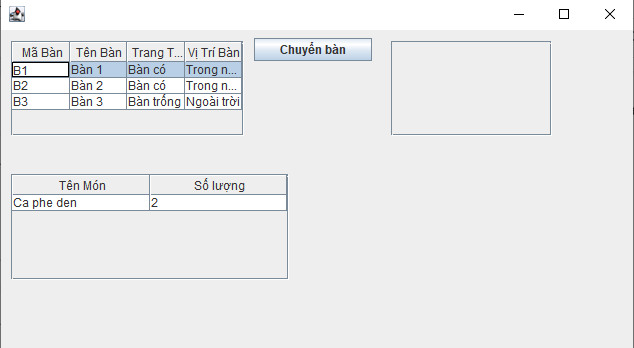 Mã Bàn Tên Bàn Trang T... Vị Trí Bàn
B1 Bàn 1 Bàn có Trong n...
B2 Bàn 2 Bàn có Trong n...
B3 Bàn 3 Bàn trống Ngoài trời
Chuyển bàn
Tên Món Số lượng
Ca phe den 2